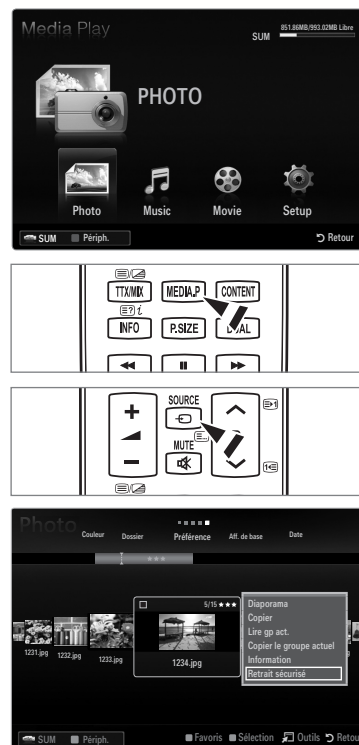 Media Play
851.86MB/993.02MB Libre
SUM
PHOTO
Photo Music Movie Setup
SUM Périph. Retour
TTX/MIX MEDIA.P CONTENT
INFO P.SIZE DUAL
SOURCE
MUTE
Photo
Couleur Dossier Préférence Aff. de base Date
5/15 ★★★
1231.jpg 1232.jpg 1233.jpg 1234.jpg
Diaporama
Copier
Lire gp act.
Copier le groupe actuel
Information
Retrait sécurisé
SUM Périph. Favoris Sélection Outils Retour